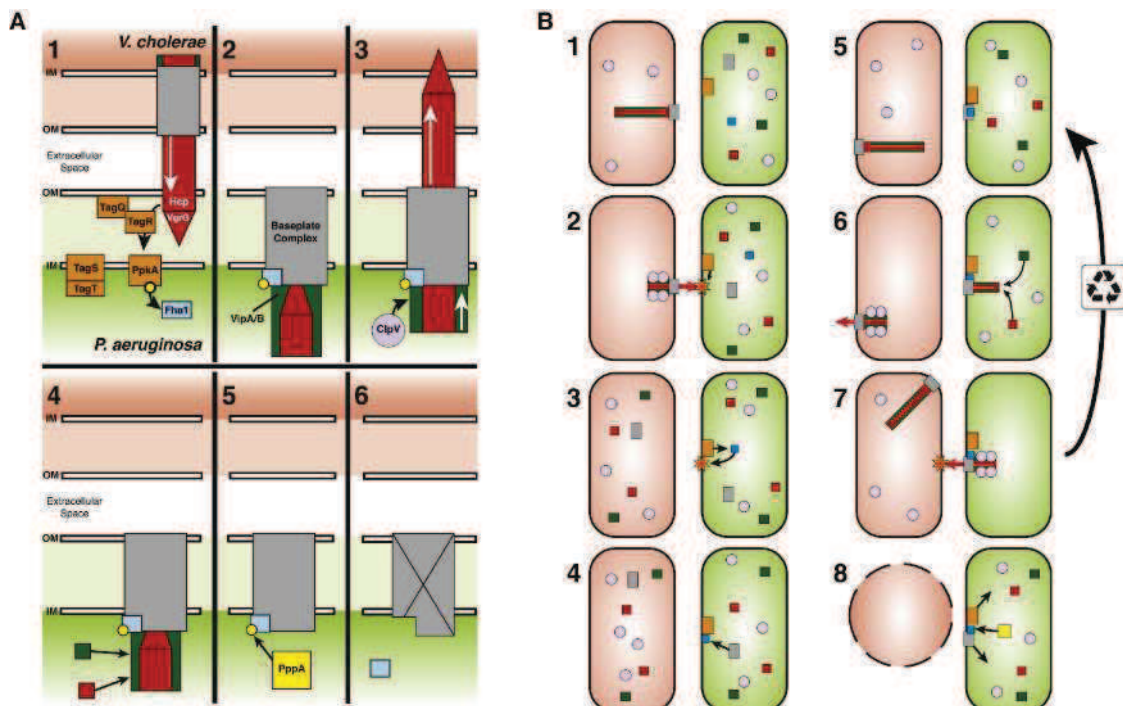 A
1
V. cholerae
2
3
IM
OM
Extracellular
Space
OM
Hcp
VgrG
TagQ
TagR
IM
TagS
TagT
PpkA
Fha1
P. aeruginosa
Baseplate
Complex
VipA/B
ClpV
4
5
6
IM
OM
Extracellular
Space
OM
IM
PppA
B
1
2
3
4
5
6
7
8